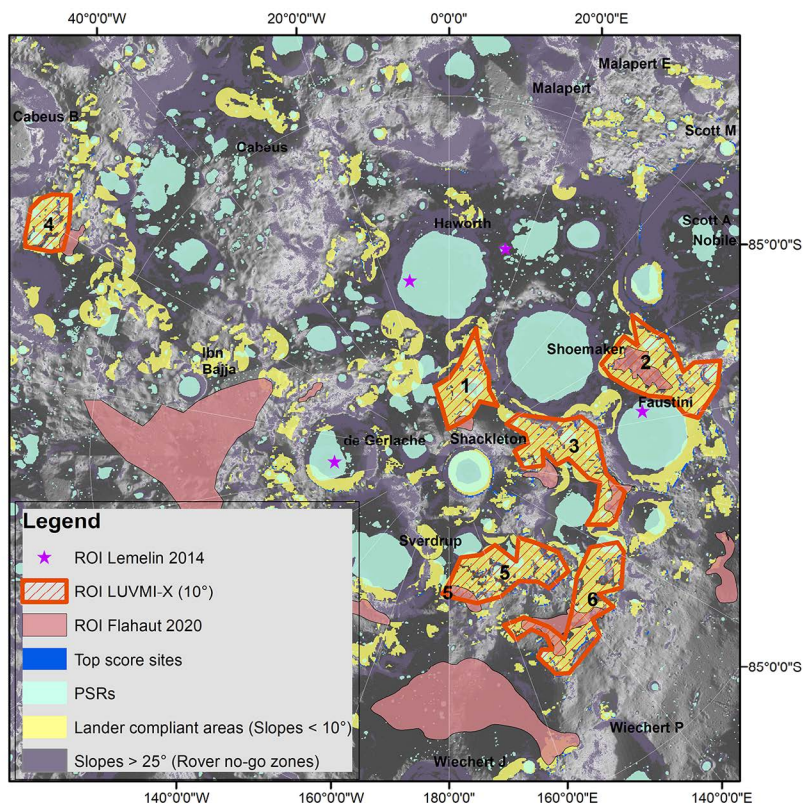 40°0'0"W 20°0'0"W 0°0'0" 20°0'0"E
Malapert E
Malapert
Cabeus B
Scott M
Cabeus
Haworth
Scott A
Nobile
4
85°0'0"S
Ibn
Bajja
Shoemaker
2
1
Faustini
de Gerlache
Shackleton
3
Sverdrup
5
5
6
Legend
ROI Lemelin 2014
ROI LUVMI-X (10°)
ROI Flahaut 2020
Top score sites
PSRs
Lander compliant areas (Slopes < 10°)
Slopes > 25° (Rover no-go zones)
85°0'0"S
Wiechert P
Wiechert J
140°0'0"W 160°0'0"W 180°0'0" 160°0'0"E 140°0'0"E